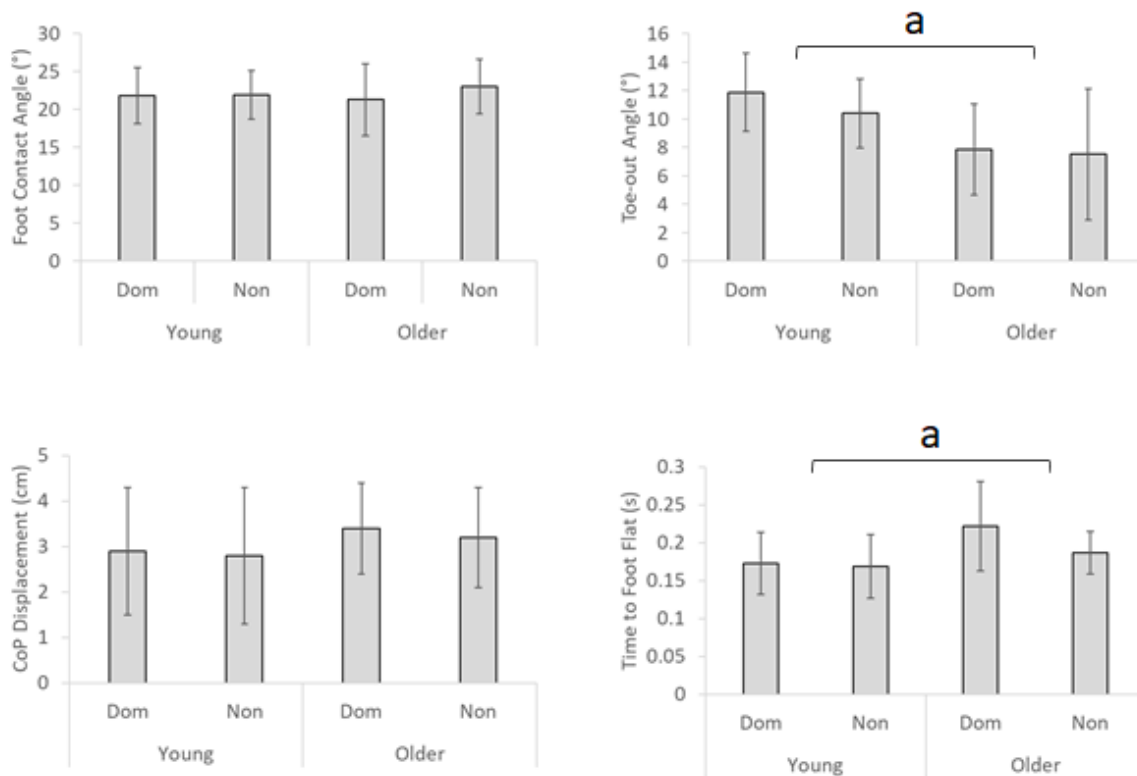 Foot Contact Angle (°)
30
25
20
15
10
5
0
Dom Non Dom Non
Young Older
a
Toe-out Angle (°)
16
14
12
10
8
6
4
2
0
Dom Non Dom Non
Young Older
CoP Displacement (cm)
5
4
3
2
1
0
Dom Non Dom Non
Young Older
a
Time to Foot Flat (s)
0.3
0.25
0.2
0.15
0.1
0.05
0
Dom Non Dom Non
Young Older